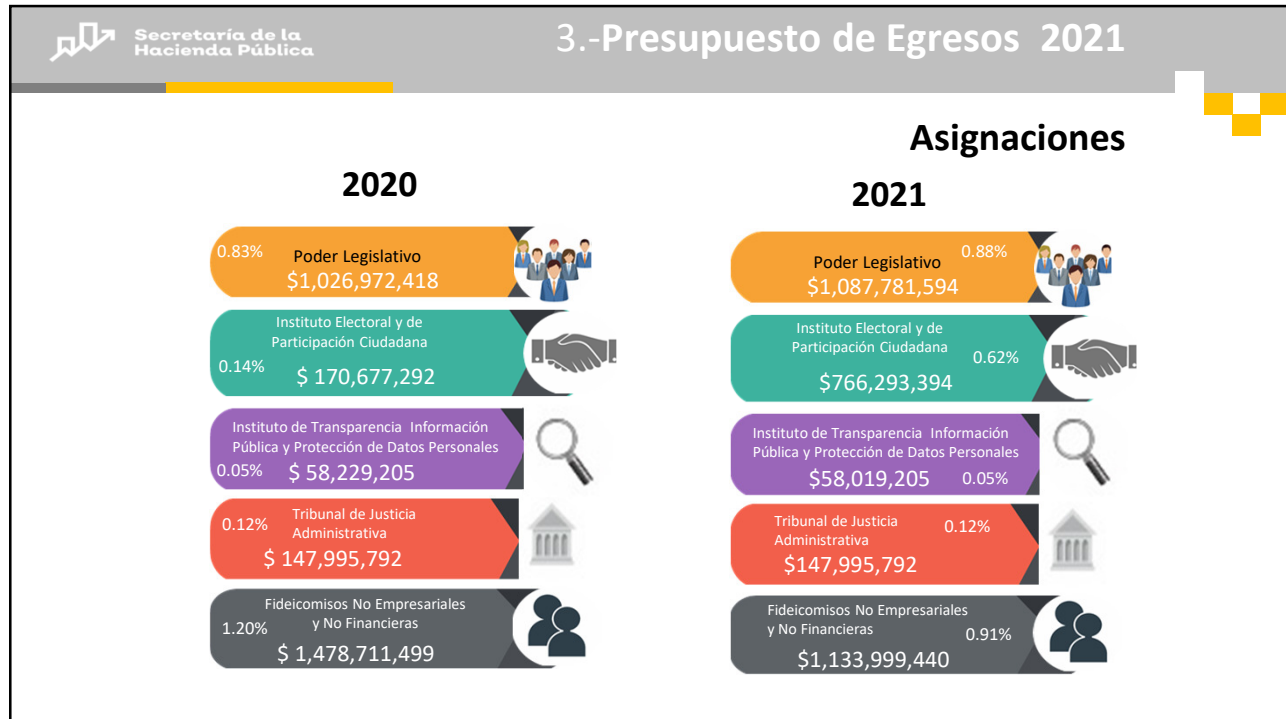 Secretaría de la
Hacienda Pública
3.-Presupuesto de Egresos 2021
Asignaciones
2020
0.83%
Poder Legislativo
$1,026,972,418
Instituto Electoral y de
Participación Ciudadana
0.14%
$ 170,677,292
Instituto de Transparencia Información
Pública y Protección de Datos Personales
0.05%
$ 58,229,205
0.12%
Tribunal de Justicia
Administrativa
$ 147,995,792
Fideicomisos No Empresariales
y No Financieras
1.20%
$ 1,478,711,499
2021
0.88%
Poder Legislativo
$1,087,781,594
Instituto Electoral y de
Participación Ciudadana
0.62%
$766,293,394
Instituto de Transparencia Información
Pública y Protección de Datos Personales
$58,019,205
0.05%
Tribunal de Justicia
Administrativa
0.12%
$147,995,792
Fideicomisos No Empresariales
y No Financieras
0.91%
$1,133,999,440